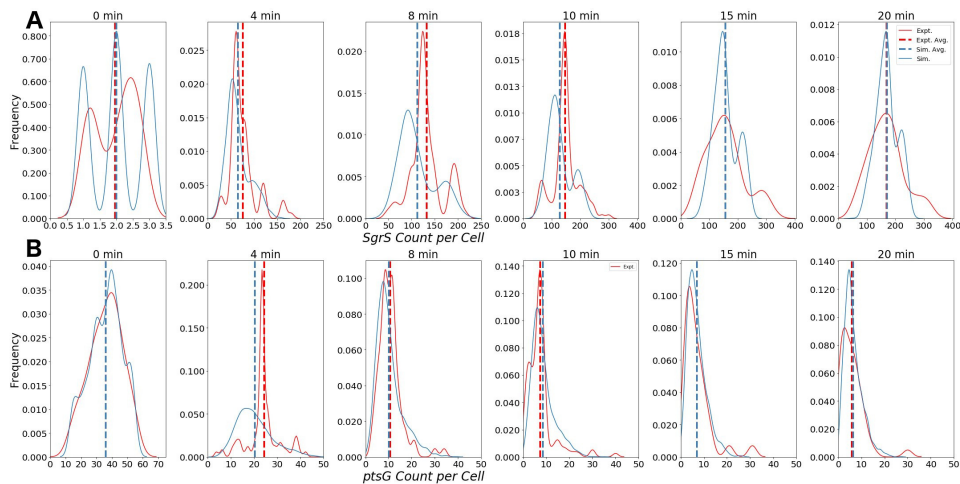 A
0 min
4 min
8 min
10 min
15 min
20 min
Frequency
0.800
0.700
0.600
0.500
0.400
0.300
0.200
0.100
0.000
0.0 0.5 1.0 1.5 2.0 2.5 3.0 3.5
0.025
0.020
0.015
0.010
0.005
0.000
0 50 100 150 200 250
0.020
0.015
0.010
0.005
0.000
0 50 100 150 200 250
0.018
0.015
0.013
0.010
0.007
0.005
0.003
0.000
0 100 200 300 400
0.010
0.008
0.006
0.004
0.002
0.000
0 100 200 300 400
0.012
0.010
0.008
0.006
0.004
0.002
0.000
0 100 200 300 400
Expt.
Expt. Avg.
Sim. Avg.
Sim.
SgrS Count per Cell
B
0 min
4 min
8 min
10 min
15 min
20 min
Frequency
0.040
0.035
0.030
0.025
0.020
0.015
0.010
0.005
0.000
0 10 20 30 40 50 60 70
0.200
0.150
0.100
0.050
0.000
0 10 20 30 40 50
0.100
0.080
0.060
0.040
0.020
0.000
0 10 20 30 40 50
0.140
0.120
0.100
0.080
0.060
0.040
0.020
0.000
0 10 20 30 40 50
Expt
0.120
0.100
0.080
0.060
0.040
0.020
0.000
0 10 20 30 40 50
0.140
0.120
0.100
0.080
0.060
0.040
0.020
0.000
0 10 20 30 40 50
ptsG Count per Cell